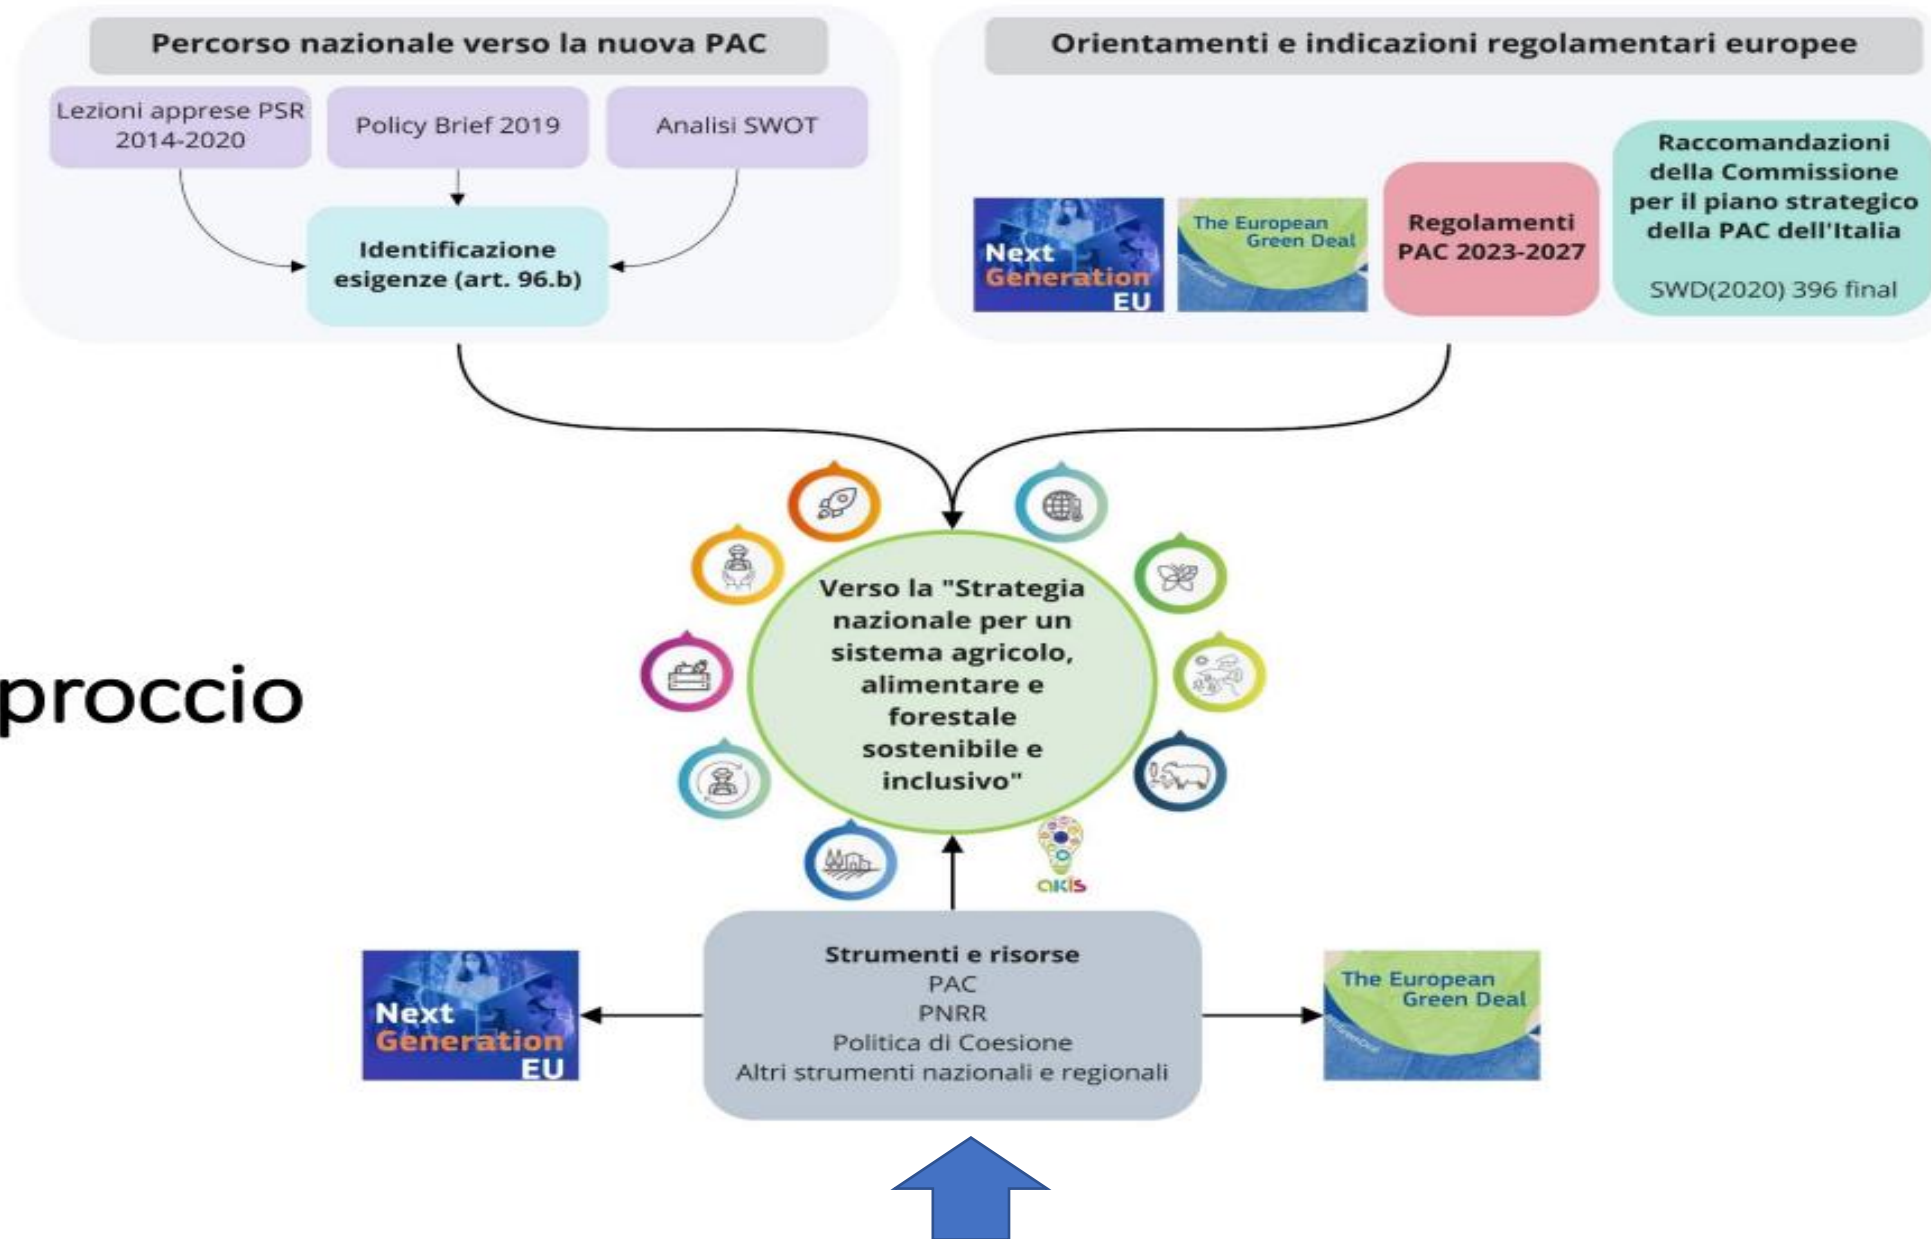 Percorso nazionale verso la nuova PAC
Lezioni apprese PSR
2014-2020
Policy Brief 2019
Analisi SWOT
Identificazione
esigenze (art. 96.b)
Orientamenti e indicazioni regolamentari europee
Next
Generation
EU
The European
Green Deal
Regolamenti
PAC 2023-2027
Raccomandazioni
della Commissione
per il piano strategico
della PAC dell'Italia
SWD(2020) 396 final
proccio
Verso la "Strategia
nazionale per un
sistema agricolo,
alimentare e
forestale
sostenibile e
inclusivo"
akis
Strumenti e risorse
PAC
PNRR
Politica di Coesione
Altri strumenti nazionali e regionali
Next
Generation
EU
The European
Green Deal